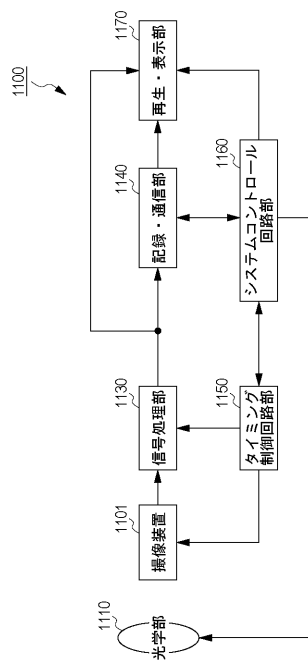 1100
1110
光学部
1101
撮像装置
1130
信号処理部
1140
記録・通信部
1170
再生・表示部
1150
タイミング
制御回路部
1160
システムコントロール
回路部